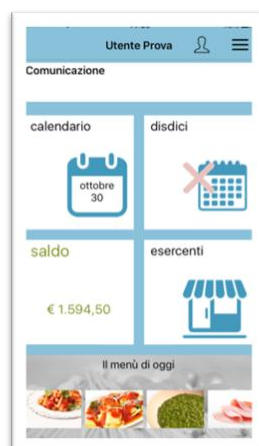 Utente Prova
Comunicazione
calendario
disdici
ottobre
30
saldo
esercenti
€ 1.594,50
Il menù di oggi